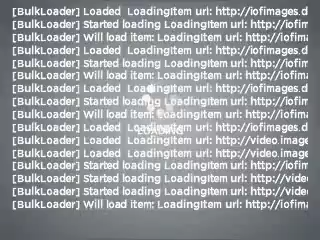 [BulkLoader] Loaded LoadingItem url: http://iofimages.d
[BulkLoader] Started loading LoadingItem url: http://iofim
[BulkLoader] Will load item: LoadingItem url: http://iofima
[BulkLoader] Loaded LoadingItem url: http://iofimages.d
[BulkLoader] Started loading LoadingItem url: http://iofim
[BulkLoader] Will load item: LoadingItem url: http://iofima
[BulkLoader] Loaded LoadingItem url: http://iofimages.d
[BulkLoader] Started loading LoadingItem url: http://iofim
[BulkLoader] Will load item: LoadingItem url: http://iofima
[BulkLoader] Loaded LoadingItem url: http://iofimages.d
LOADING
[BulkLoader] Loaded LoadingItem url: http://video.image
[BulkLoader] Loaded LoadingItem url: http://video.image
[BulkLoader] Started loading LoadingItem url: http://iofim
[BulkLoader] Started loading LoadingItem url: http://vide
[BulkLoader] Started loading LoadingItem url: http://vide
[BulkLoader] Will load item: LoadingItem url: http://iofima